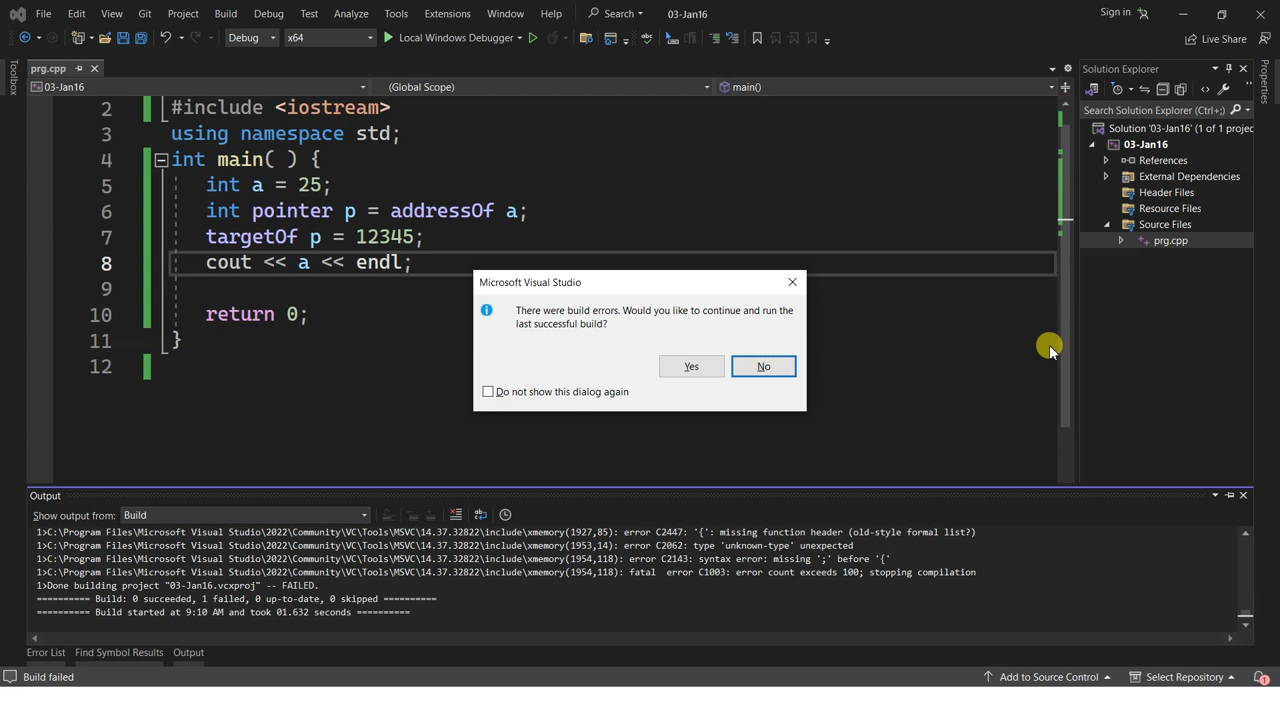 File Edit View Git Project Build Debug Test Analyze Tools Extensions Window Help Search 03-Jan16 Sign in
Debug x64 Local Windows Debugger Live Share
Toolbox
prg.cpp
03-Jan16 (Global Scope) main()
2 #include <iostream>
3 using namespace std;
4 int main( ) {
5 int a = 25;
6 int pointer p = addressOf a;
7 targetOf p = 12345;
8 cout << a << endl;
9
10 return 0;
11 }
12
Solution Explorer
Search Solution Explorer (Ctrl+;)
Solution '03-Jan16' (1 of 1 projec
03-Jan16
References
External Dependencies
Header Files
Resource Files
Source Files
prg.cpp
Properties
Microsoft Visual Studio
There were build errors. Would you like to continue and run the
last successful build?
Yes No
Do not show this dialog again
Output
Show output from: Build
1>C:\Program Files\Microsoft Visual Studio\2022\Community\VC\Tools\MSVC\14.37.32822\include\xmemory(1927,85): error C2447: '{': missing function header (old-style formal list?)
1>C:\Program Files\Microsoft Visual Studio\2022\Community\VC\Tools\MSVC\14.37.32822\include\xmemory(1953,14): error C2062: type 'unknown-type' unexpected
1>C:\Program Files\Microsoft Visual Studio\2022\Community\VC\Tools\MSVC\14.37.32822\include\xmemory(1954,118): error C2143: syntax error: missing ';' before '{'
1>C:\Program Files\Microsoft Visual Studio\2022\Community\VC\Tools\MSVC\14.37.32822\include\xmemory(1954,118): fatal  error C1003: error count exceeds 100; stopping compilation
1>Done building project "03-Jan16.vcxproj" -- FAILED.
========== Build: 0 succeeded, 1 failed, 0 up-to-date, 0 skipped ==========
========== Build started at 9:10 AM and took 01.632 seconds ==========
Error List Find Symbol Results Output
Build failed Add to Source Control Select Repository 1